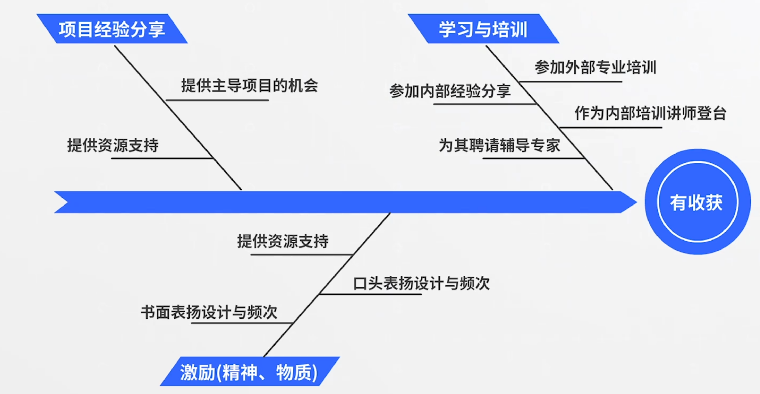 项目经验分享
学习与培训
提供主导项目的机会
提供资源支持
参加外部专业培训
参加内部经验分享
作为内部培训讲师登台
为其聘请辅导专家
有收获
提供资源支持
口头表扬设计与频次
书面表扬设计与频次
激励(精神、物质)